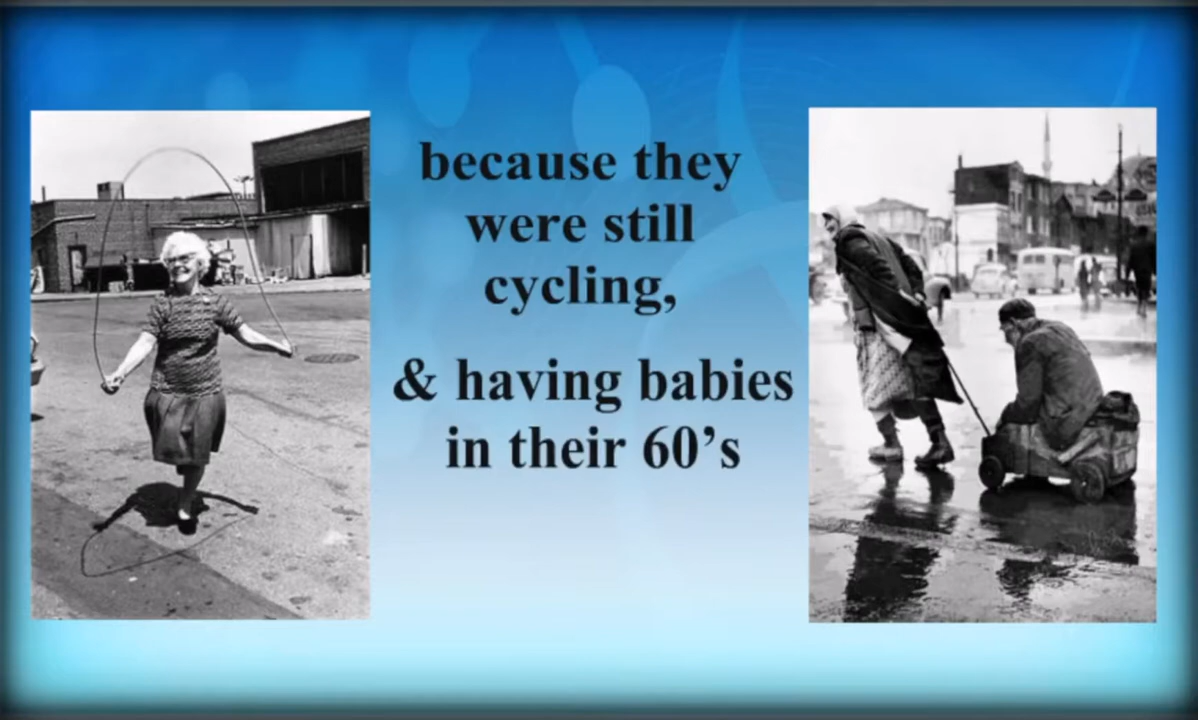 because they
were still
cycling,
& having babies
in their 60’s